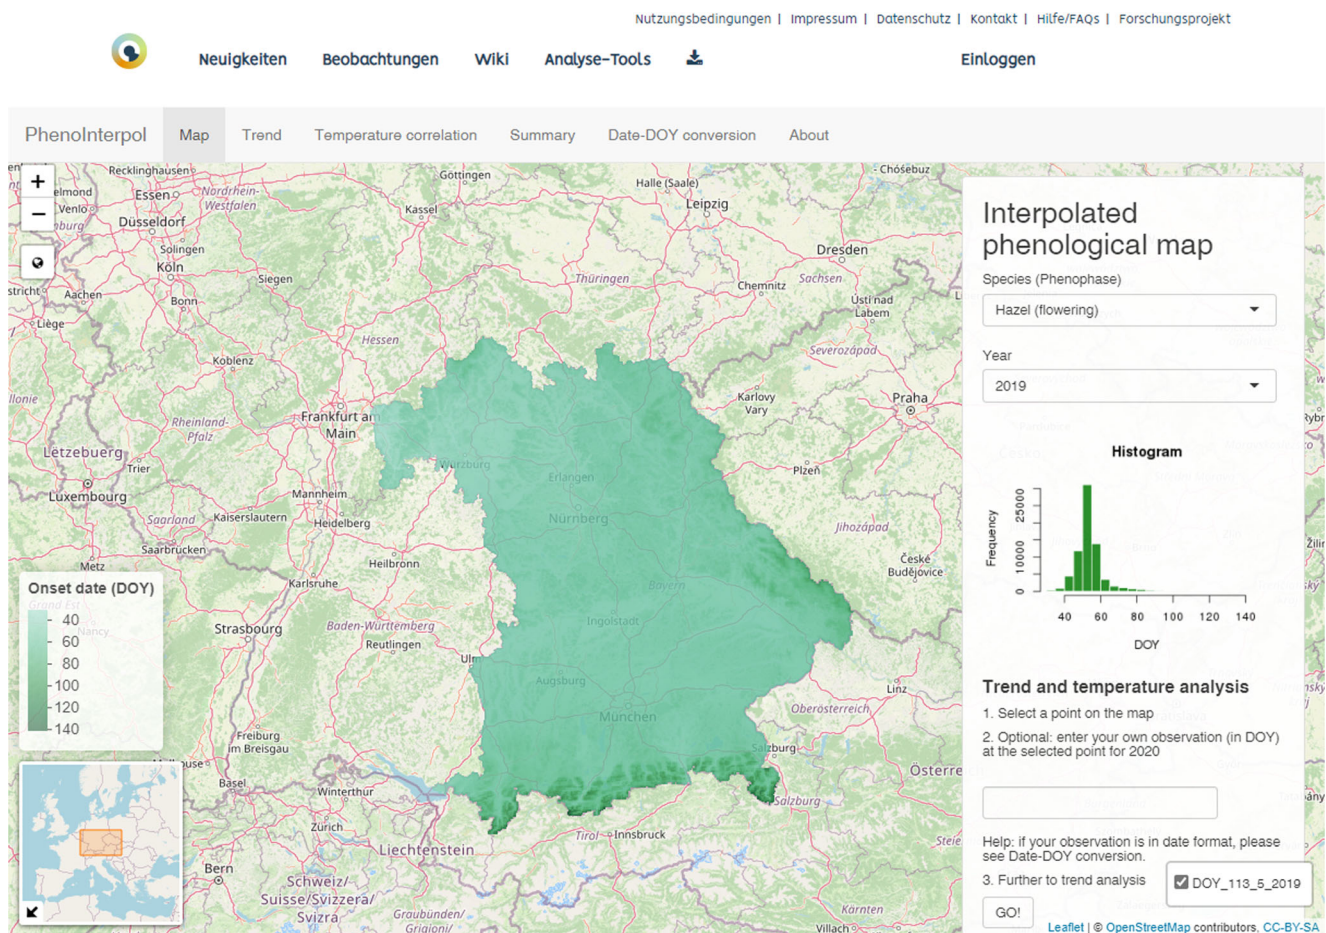 Nutzungsbedingungen | Impressum | Datenschutz | Kontakt | Hilfe/FAQs | Forschungsprojekt
Neuigkeiten Beobachtungen Wiki Analyse-Tools Einloggen
PhenoInterpol Map Trend Temperature correlation Summary Date-DOY conversion About
+
−
Recklinghausen
Essen
Nordrhein-
Westfalen
Venlo
Düsseldorf
Solingen
Köln
Aachen
Bonn
Siegen
Liège
Koblenz
Göttingen
Kassel
Halle (Saale)
Leipzig
Chóśebuz
Dresden
Sachsen
Thüringen
Chemnitz
Ústí nad
Labem
Hessen
Severozápad
Karlovy
Vary
Praha
Frankfurt am
Main
Rheinland-
Pfalz
Lëtzebuerg
Trier
Luxembourg
Würzburg
Erlangen
Nürnberg
Plzeň
Mannheim
Heidelberg
Saarland
Kaiserslautern
Saarbrücken
Metz
Heilbronn
Jihozápad
České
Budějovice
Karlsruhe
Bayern
Ingolstadt
Strasbourg
Baden-Württemberg
Reutlingen
Ulm
Augsburg
München
Linz
Oberösterreich
Freiburg
im Breisgau
Basel
Winterthur
Zürich
Salzburg
Salzburg
Liechtenstein
Tirol
Innsbruck
Bern
Schweiz/
Suisse/Svizzera/
Svizra
Graubünden/
Grigioni/
Kärnten
Villach
Onset date (DOY)
40
60
80
100
120
140
Grand Est
Nancy
Interpolated
phenological map
Species (Phenophase)
Hazel (flowering)
Year
2019
Histogram
Frequency
0 10000 25000
40 60 80 100 120 140
DOY
Trend and temperature analysis
1. Select a point on the map
2. Optional: enter your own observation (in DOY)
at the selected point for 2020
Help: if your observation is in date format, please
see Date-DOY conversion.
3. Further to trend analysis
DOY_113_5_2019
GO!
Leaflet | © OpenStreetMap contributors, CC-BY-SA